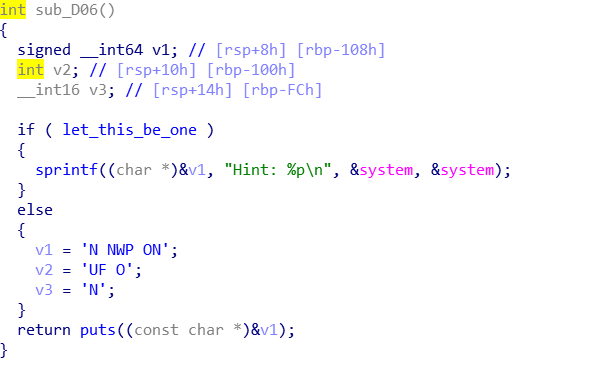 int sub_D06()
{
  signed __int64 v1; // [rsp+8h] [rbp-108h]
  int v2; // [rsp+10h] [rbp-100h]
  __int16 v3; // [rsp+14h] [rbp-FCh]

  if ( let_this_be_one )
  {
    sprintf((char *)&v1, "Hint: %p\n", &system, &system);
  }
  else
  {
    v1 = 'N NWP ON';
    v2 = 'UF O';
    v3 = 'N';
  }
  return puts((const char *)&v1);
}